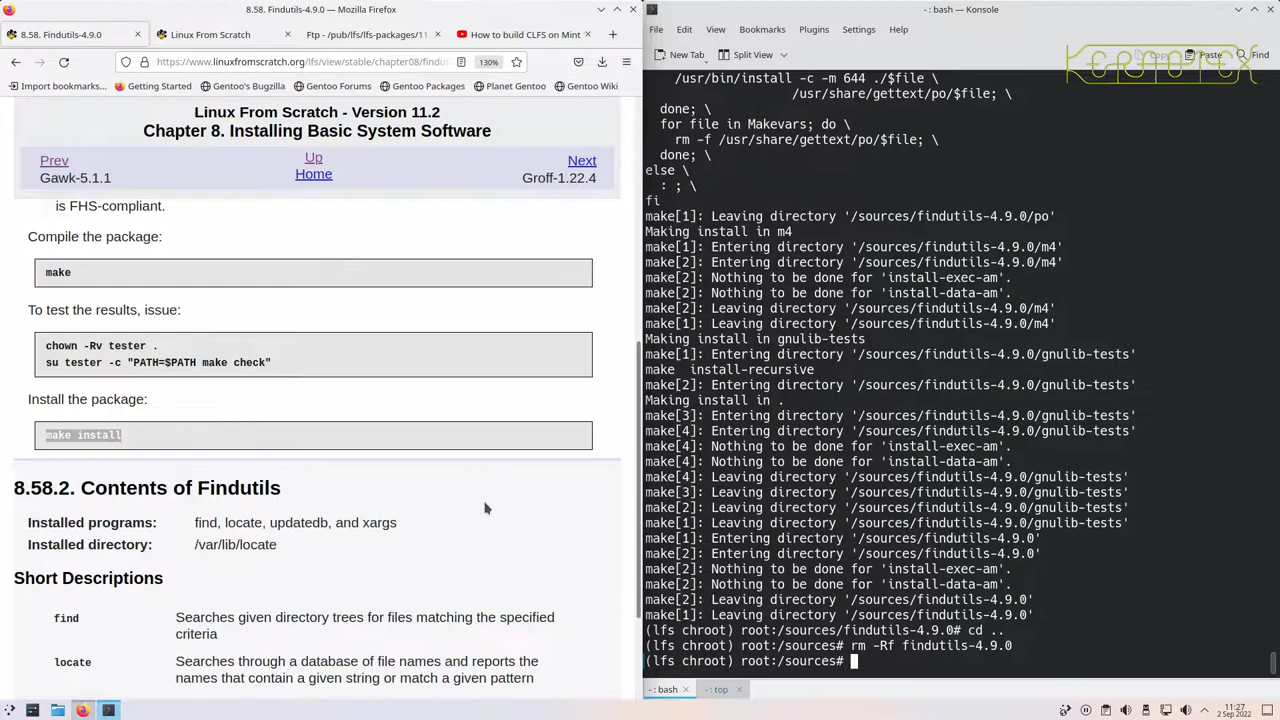 8.58. Findutils-4.9.0 — Mozilla Firefox
8.58. Findutils-4.9.0
Linux From Scratch
Ftp - /pub/lfs/lfs-packages/11
How to build CLFS on Mint
https://www.linuxfromscratch.org/lfs/view/stable/chapter08/findut
110%
Import bookmarks...
Getting Started
Gentoo's Bugzilla
Gentoo Forums
Gentoo Packages
Planet Gentoo
Gentoo Wiki
Linux From Scratch - Version 11.2
Chapter 8. Installing Basic System Software
Prev
Up
Next
Gawk-5.1.1
Home
Groff-1.22.4
is FHS-compliant.
Compile the package:
make
To test the results, issue:
chown -Rv tester .
su tester -c "PATH=$PATH make check"
Install the package:
make install
8.58.2. Contents of Findutils
Installed programs: find, locate, updatedb, and xargs
Installed directory: /var/lib/locate
Short Descriptions
find Searches given directory trees for files matching the specified
criteria
locate Searches through a database of file names and reports the
names that contain a given string or match a given pattern
- : bash — Konsole
File Edit View Bookmarks Plugins Settings Help
New Tab Split View Copy Paste Find
KERNOTEX
/usr/bin/install -c -m 644 ./$file \
/usr/share/gettext/po/$file; \
done; \
for file in Makevars; do \
rm -f /usr/share/gettext/po/$file; \
done; \
else \
: ; \
fi
make[1]: Leaving directory '/sources/findutils-4.9.0/po'
Making install in m4
make[1]: Entering directory '/sources/findutils-4.9.0/m4'
make[2]: Entering directory '/sources/findutils-4.9.0/m4'
make[2]: Nothing to be done for 'install-exec-am'.
make[2]: Nothing to be done for 'install-data-am'.
make[2]: Leaving directory '/sources/findutils-4.9.0/m4'
make[1]: Leaving directory '/sources/findutils-4.9.0/m4'
Making install in gnulib-tests
make[1]: Entering directory '/sources/findutils-4.9.0/gnulib-tests'
make  install-recursive
make[2]: Entering directory '/sources/findutils-4.9.0/gnulib-tests'
Making install in .
make[3]: Entering directory '/sources/findutils-4.9.0/gnulib-tests'
make[4]: Entering directory '/sources/findutils-4.9.0/gnulib-tests'
make[4]: Nothing to be done for 'install-exec-am'.
make[4]: Nothing to be done for 'install-data-am'.
make[4]: Leaving directory '/sources/findutils-4.9.0/gnulib-tests'
make[3]: Leaving directory '/sources/findutils-4.9.0/gnulib-tests'
make[2]: Leaving directory '/sources/findutils-4.9.0/gnulib-tests'
make[1]: Leaving directory '/sources/findutils-4.9.0/gnulib-tests'
make[1]: Entering directory '/sources/findutils-4.9.0'
make[2]: Entering directory '/sources/findutils-4.9.0'
make[2]: Nothing to be done for 'install-exec-am'.
make[2]: Nothing to be done for 'install-data-am'.
make[2]: Leaving directory '/sources/findutils-4.9.0'
make[1]: Leaving directory '/sources/findutils-4.9.0'
(lfs chroot) root:/sources/findutils-4.9.0# cd ..
(lfs chroot) root:/sources# rm -Rf findutils-4.9.0
(lfs chroot) root:/sources#
- : bash
- : top
11:27
2 Sep 2022